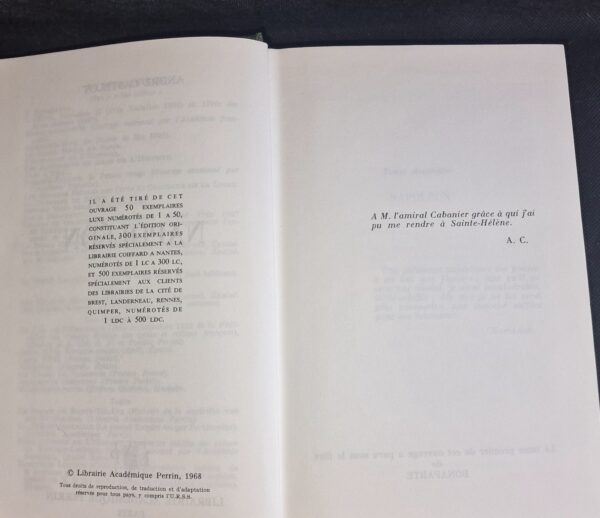 IL A ÉTÉ TIRÉ DE CET
OUVRAGE 50 EXEMPLAIRES
LUXE NUMÉROTÉS DE 1 A 50,
CONSTITUANT L'ÉDITION ORI-
GINALE, 300 EXEMPLAIRES
RÉSERVÉS SPÉCIALEMENT A LA
LIBRAIRIE COIFFARD A NANTES,
NUMÉROTÉS DE 1 LC A 300 LC,
ET 500 EXEMPLAIRES RÉSERVÉS
SPÉCIALEMENT AUX CLIENTS
DES LIBRAIRIES DE LA CITÉ DE
BREST, LANDERNEAU, RENNES,
QUIMPER, NUMÉROTÉS DE
1 LDC À 500 LDC.
© Librairie Académique Perrin, 1968
Tous droits de reproduction, de traduction et d'adaptation
réservés pour tous pays, y compris l'U.R.S.S.
A M. l'amiral Cabanier grâce à qui j'ai
pu me rendre à Sainte-Hélène.
A. C.